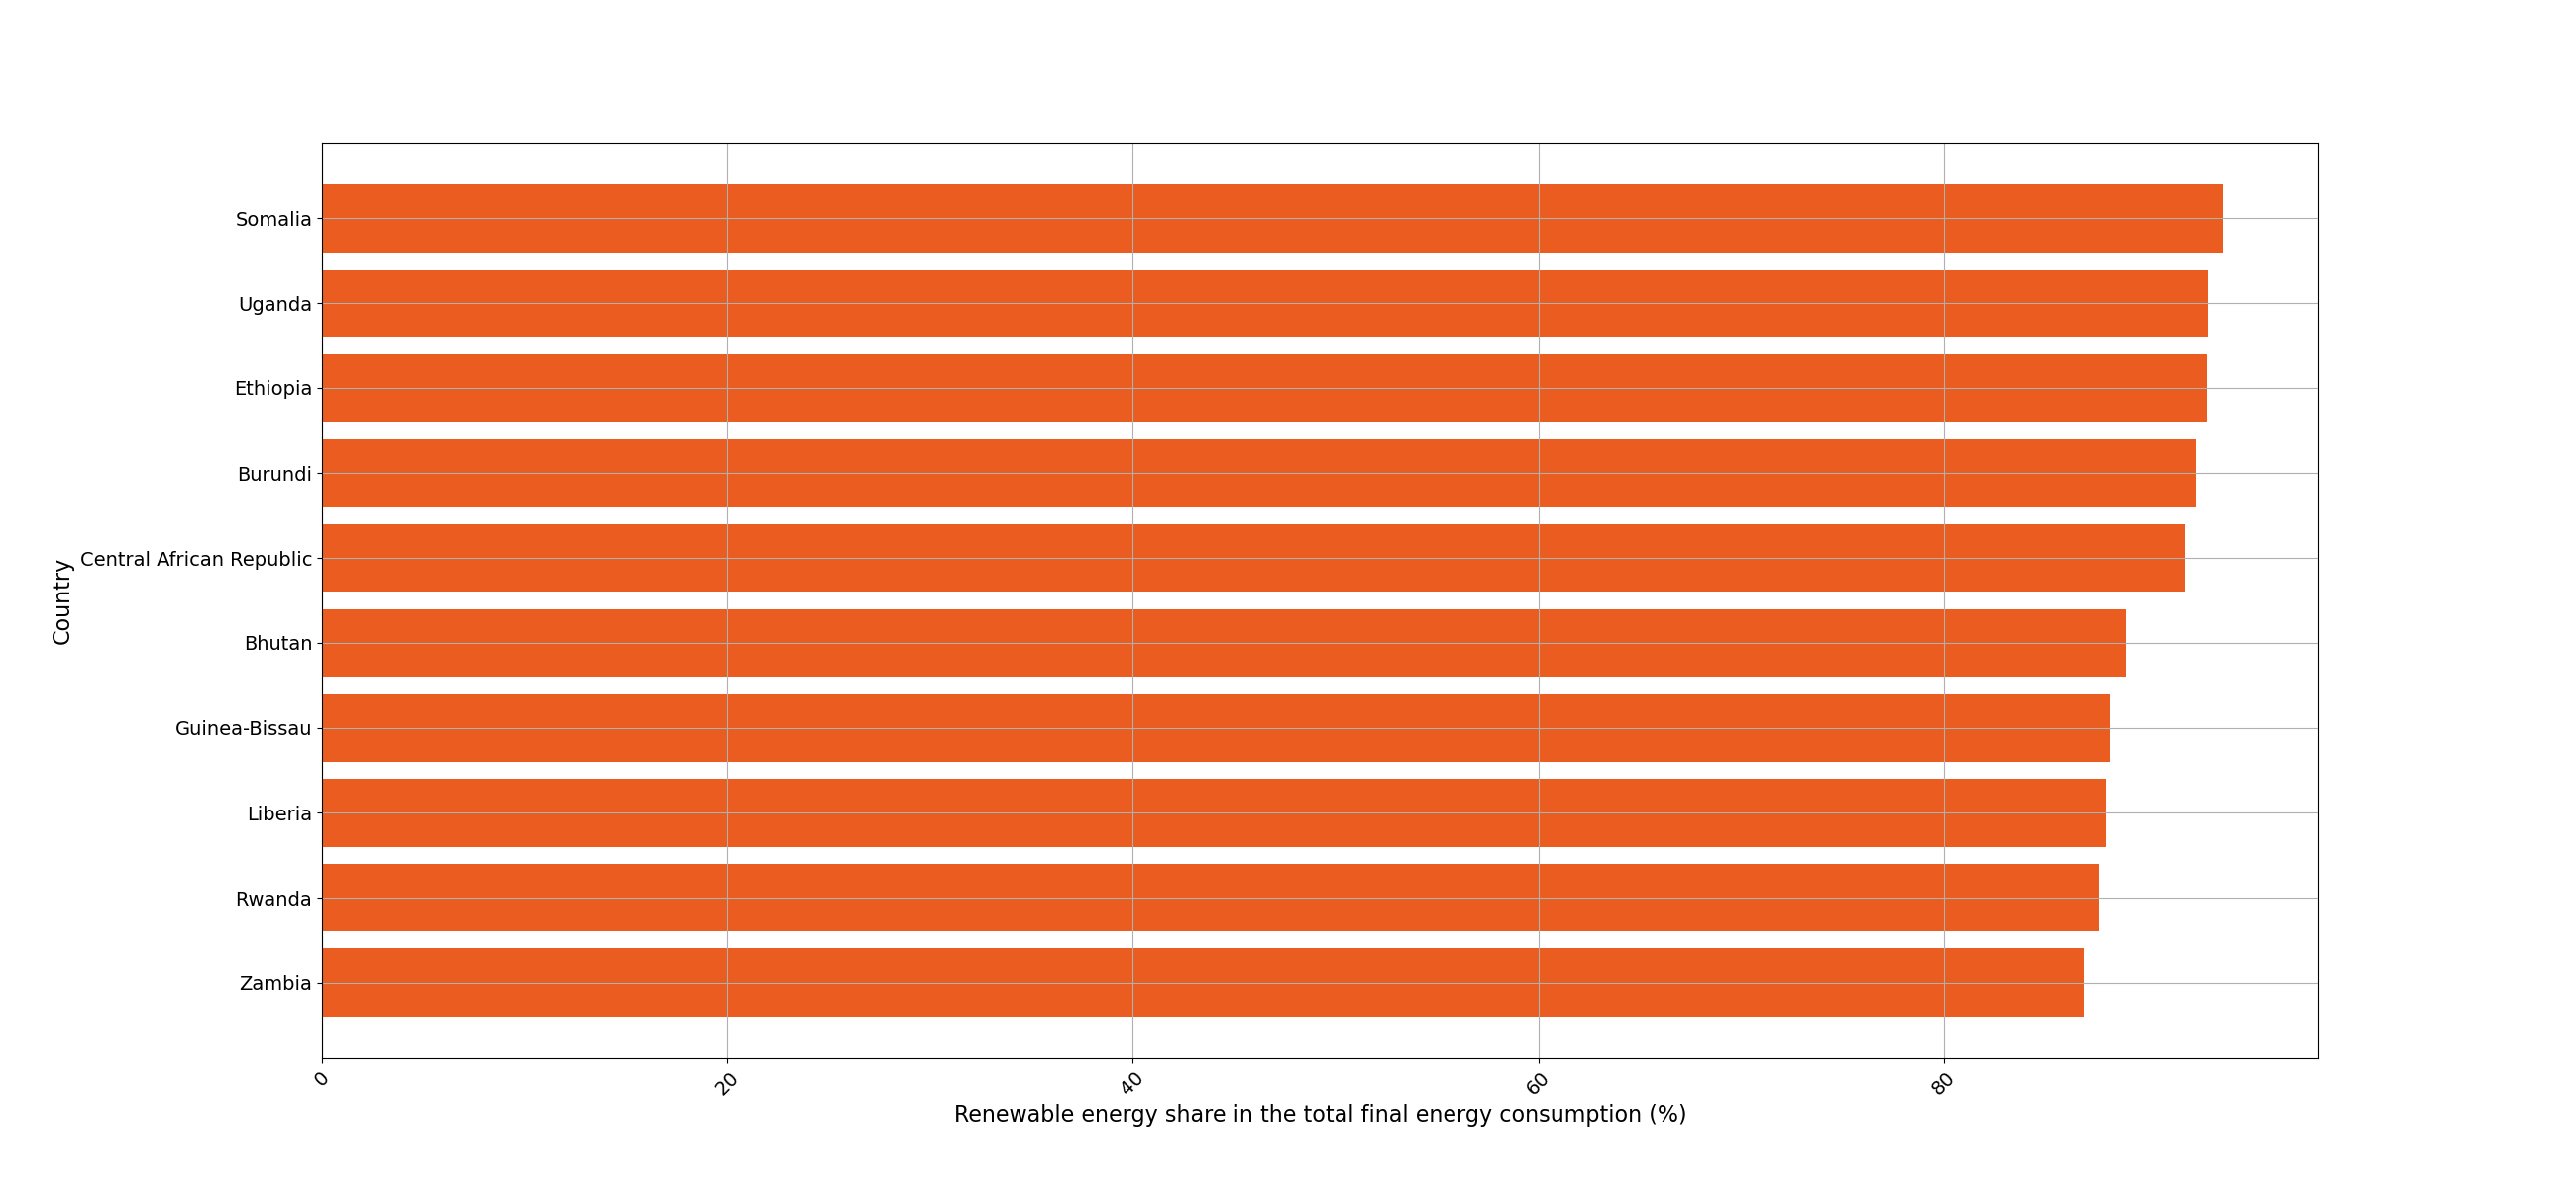 Somalia
Uganda
Ethiopia
Burundi
Central African Republic
Bhutan
Guinea-Bissau
Liberia
Rwanda
Zambia
Country
0
20
40
60
80
Renewable energy share in the total final energy consumption (%)